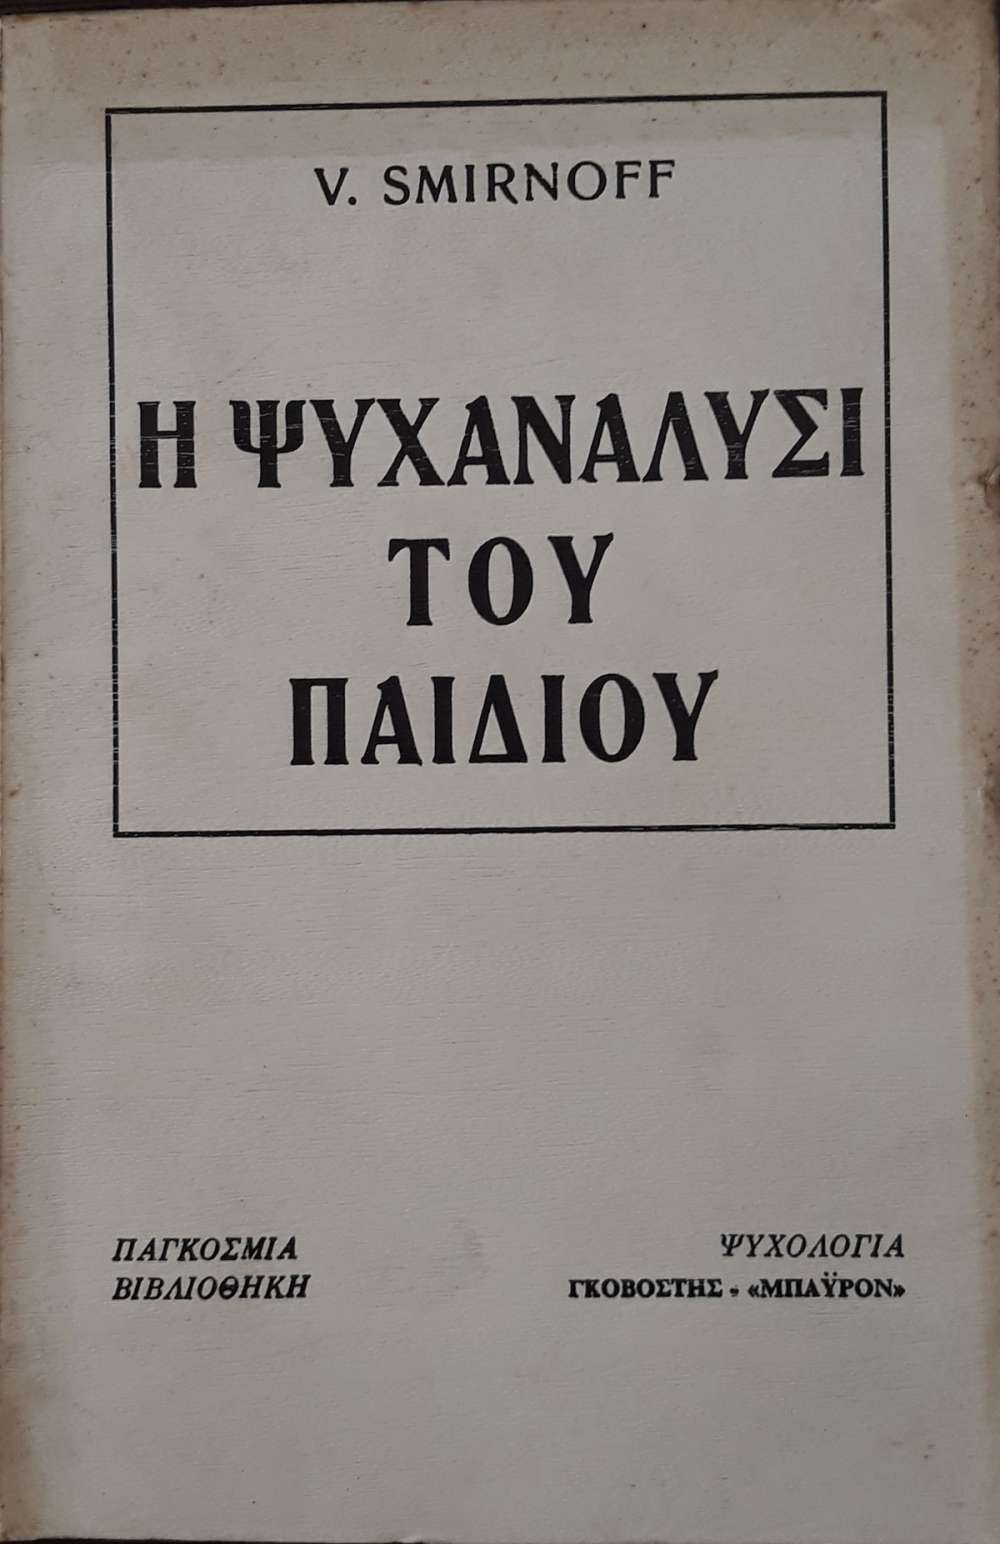 V. SMIRNOFF
Η ΨΥΧΑΝΑΛΥΣΙ
ΤΟΥ
ΠΑΙΔΙΟΥ
ΠΑΓΚΟΣΜΙΑ
ΒΙΒΛΙΟΘΗΚΗ
ΨΥΧΟΛΟΓΙΑ
ΓΚΟΒΟΣΤΗΣ - «ΜΠΑΫΡΟΝ»